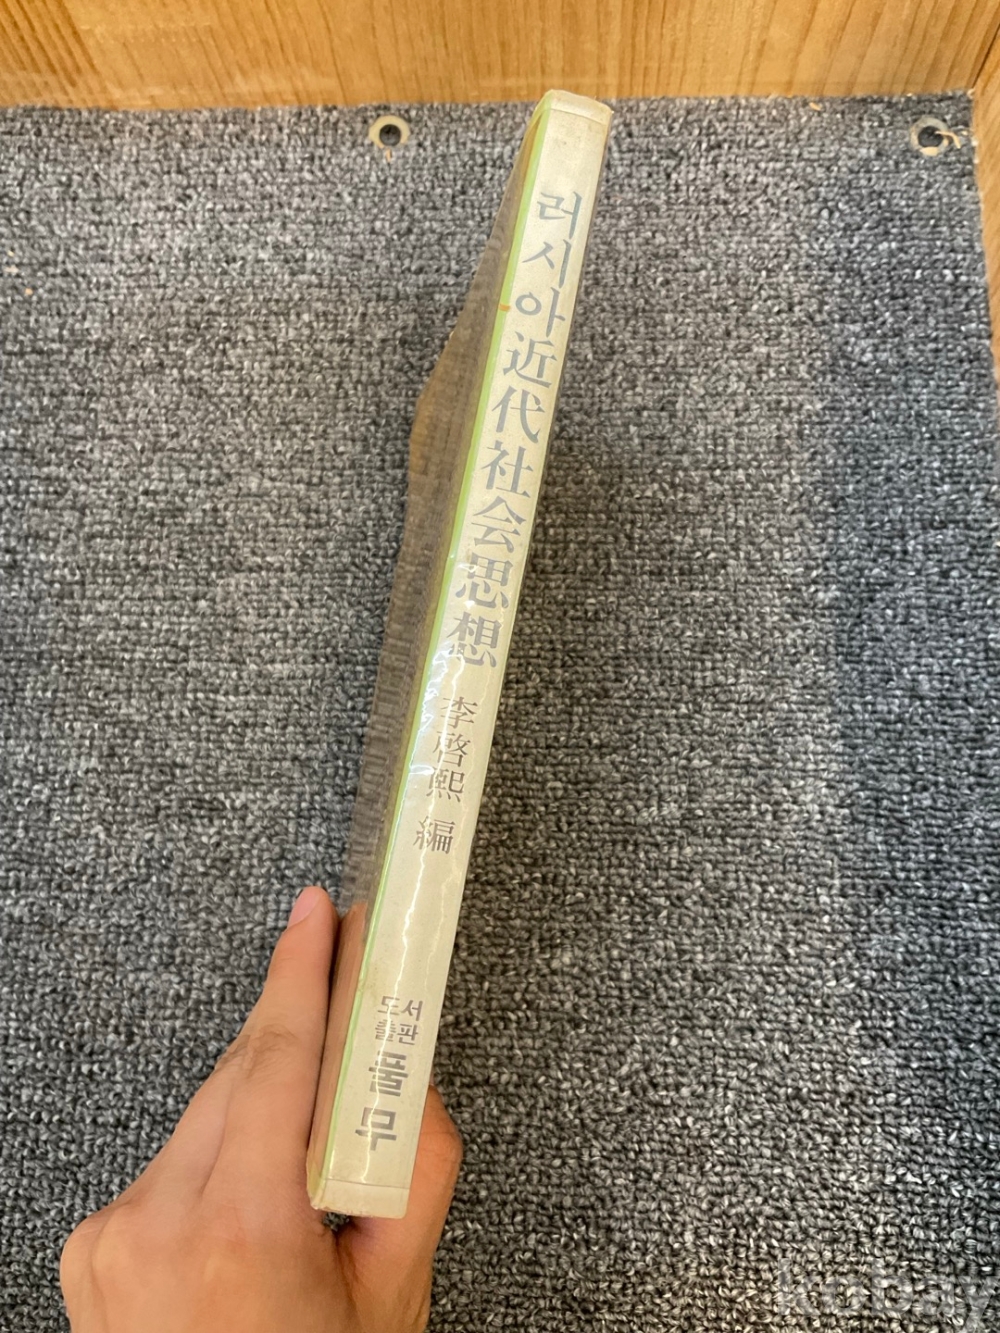 러시아近代社会思想
李啓熙 編
도서
출판
풀무
kobay